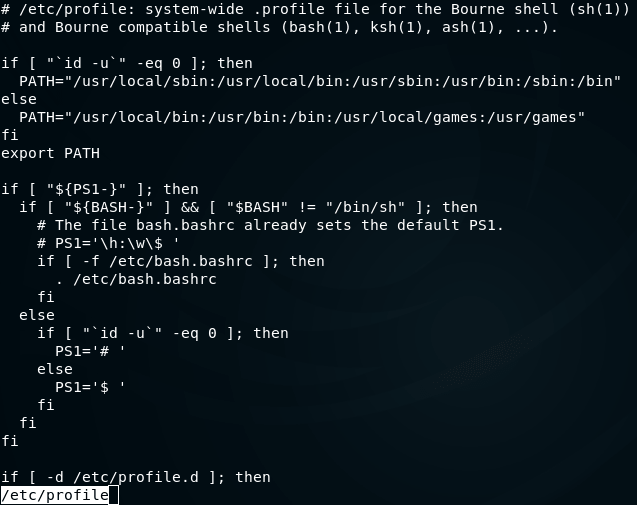 # /etc/profile: system-wide .profile file for the Bourne shell (sh(1))
# and Bourne compatible shells (bash(1), ksh(1), ash(1), ...).

if [ "`id -u`" -eq 0 ]; then
  PATH="/usr/local/sbin:/usr/local/bin:/usr/sbin:/usr/bin:/sbin:/bin"
else
  PATH="/usr/local/bin:/usr/bin:/bin:/usr/local/games:/usr/games"
fi
export PATH

if [ "${PS1-}" ]; then
  if [ "${BASH-}" ] && [ "$BASH" != "/bin/sh" ]; then
    # The file bash.bashrc already sets the default PS1.
    # PS1='\h:\w\$ '
    if [ -f /etc/bash.bashrc ]; then
      . /etc/bash.bashrc
    fi
  else
    if [ "`id -u`" -eq 0 ]; then
      PS1='# '
    else
      PS1='$ '
    fi
  fi
fi

if [ -d /etc/profile.d ]; then
/etc/profile